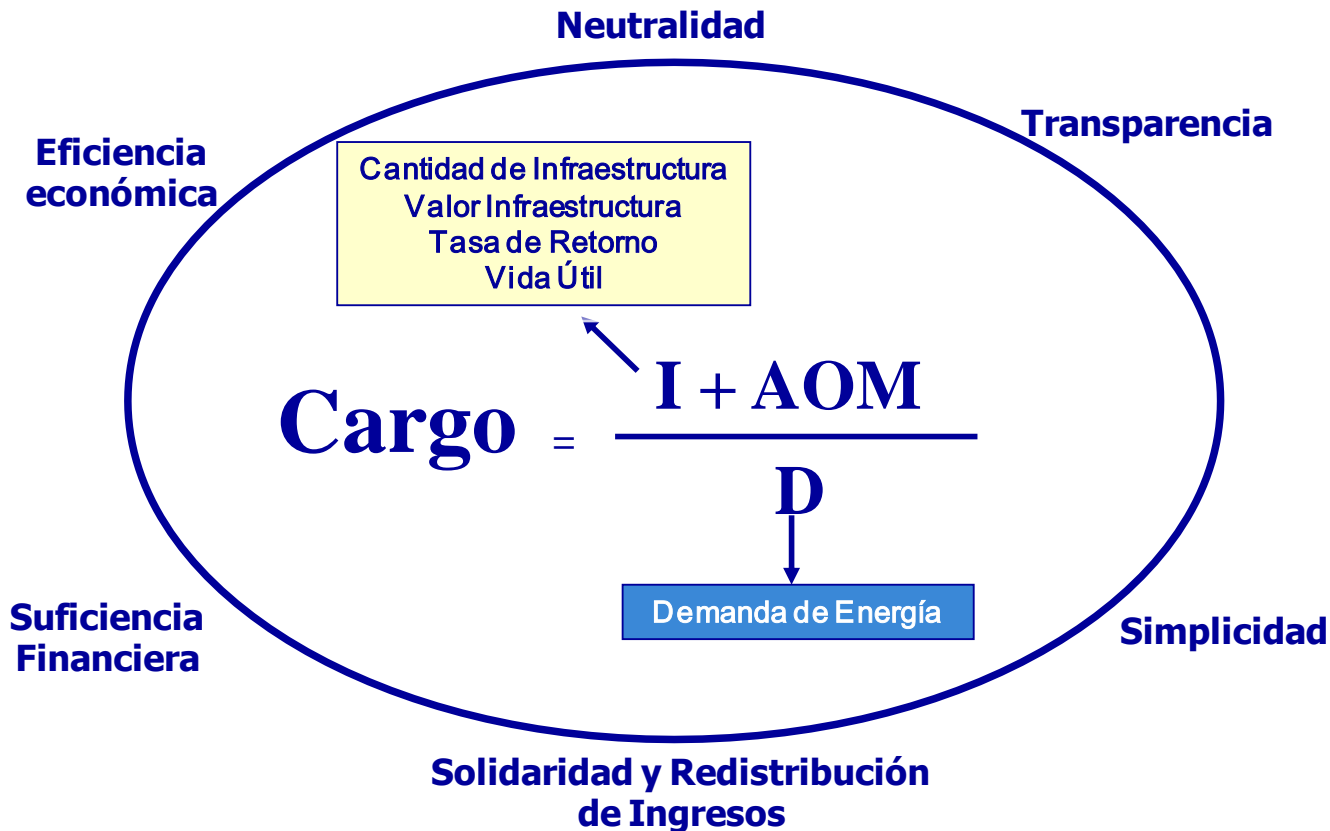 Neutralidad
Transparencia
Eficiencia
económica
Cantidad de Infraestructura
Valor Infraestructura
Tasa de Retorno
Vida Útil
I + AOM
Cargo =
D
Demanda de Energía
Suficiencia
Financiera
Simplicidad
Solidaridad y Redistribución
de Ingresos